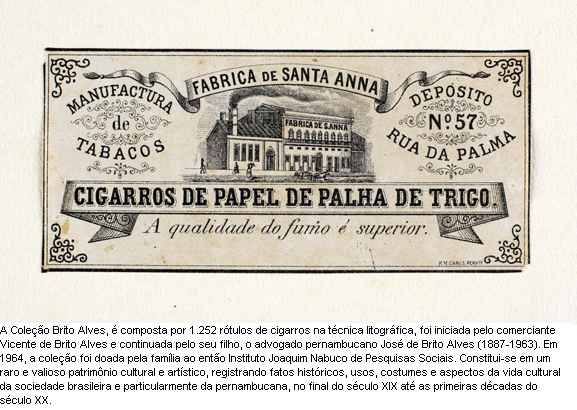 FABRICA DE SANTA ANNA
MANUFACTURA
de
TABACOS
DEPÓSITO
Nº 57
RUA DA PALMA
FABRICA DE S. ANNA
CIGARROS DE PAPEL DE PALHA DE TRIGO.
A qualidade do fumo é superior.
A Coleção Brito Alves, é composta por 1.252 rótulos de cigarros na técnica litográfica, foi iniciada pelo comerciante
Vicente de Brito Alves e continuada pelo seu filho, o advogado pernambucano José de Brito Alves (1887-1963). Em
1964, a coleção foi doada pela família ao então Instituto Joaquim Nabuco de Pesquisas Sociais. Constitui-se em um
raro e valioso patrimônio cultural e artístico, registrando fatos históricos, usos, costumes e aspectos da vida cultural
da sociedade brasileira e particularmente da pernambucana, no final do século XIX até as primeiras décadas do
século XX.